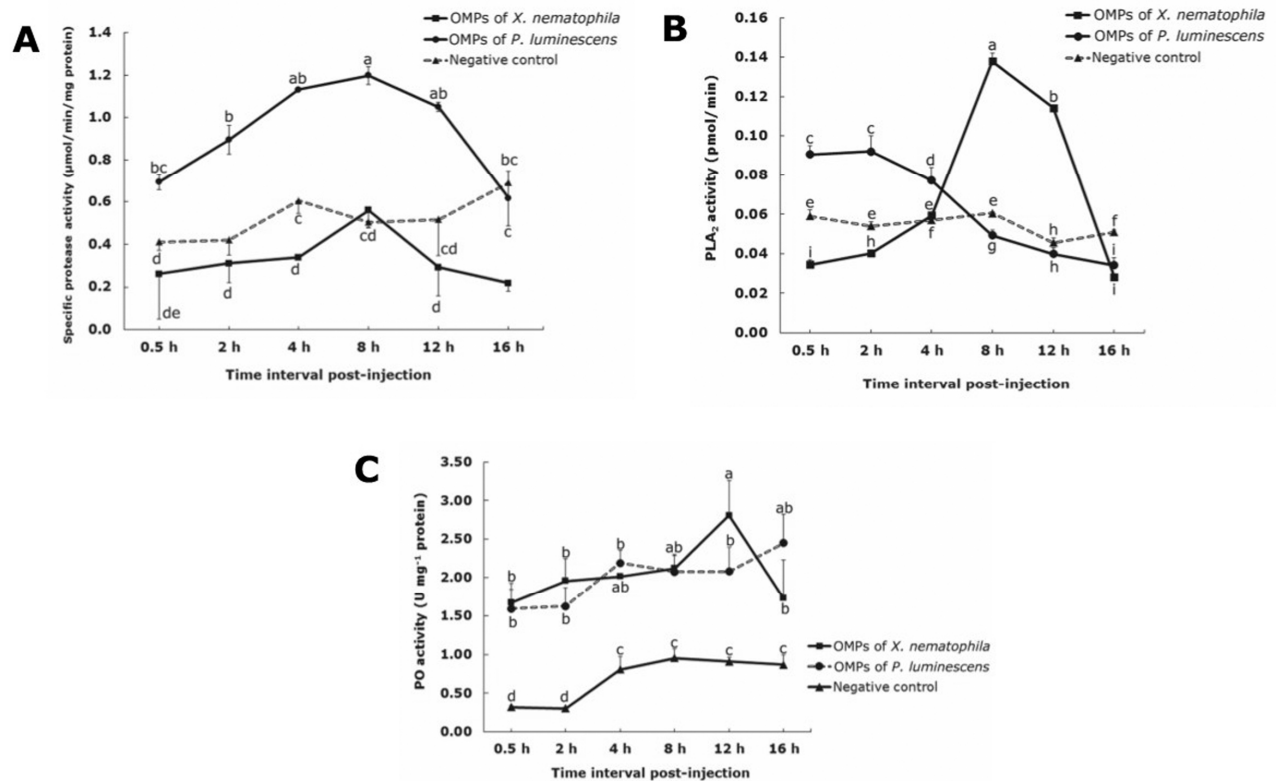 A
Specific protease activity (µmol/min/mg protein)
1.4
1.2
1.0
0.8
0.6
0.4
0.2
0.0
OMPs of X. nematophila
OMPs of P. luminescens
Negative control
bc
b
ab
a
ab
bc
d
c
cd
cd
c
de
d
d
d
0.5 h 2 h 4 h 8 h 12 h 16 h
Time interval post-injection
B
PLA₂ activity (pmol/min)
0.16
0.14
0.12
0.10
0.08
0.06
0.04
0.02
0.00
OMPs of X. nematophila
OMPs of P. luminescens
Negative control
a
b
c
c
d
e
e
e
e
f
f
i
h
g
h
h
i
i
0.5 h 2 h 4 h 8 h 12 h 16 h
Time interval post-injection
C
PO activity (U mg⁻¹ protein)
3.50
3.00
2.50
2.00
1.50
1.00
0.50
0.00
a
ab
b
b
b
ab
b
b
b
ab
b
d
d
c
c
c
c
OMPs of X. nematophila
OMPs of P. luminescens
Negative control
0.5 h 2 h 4 h 8 h 12 h 16 h
Time interval post-injection